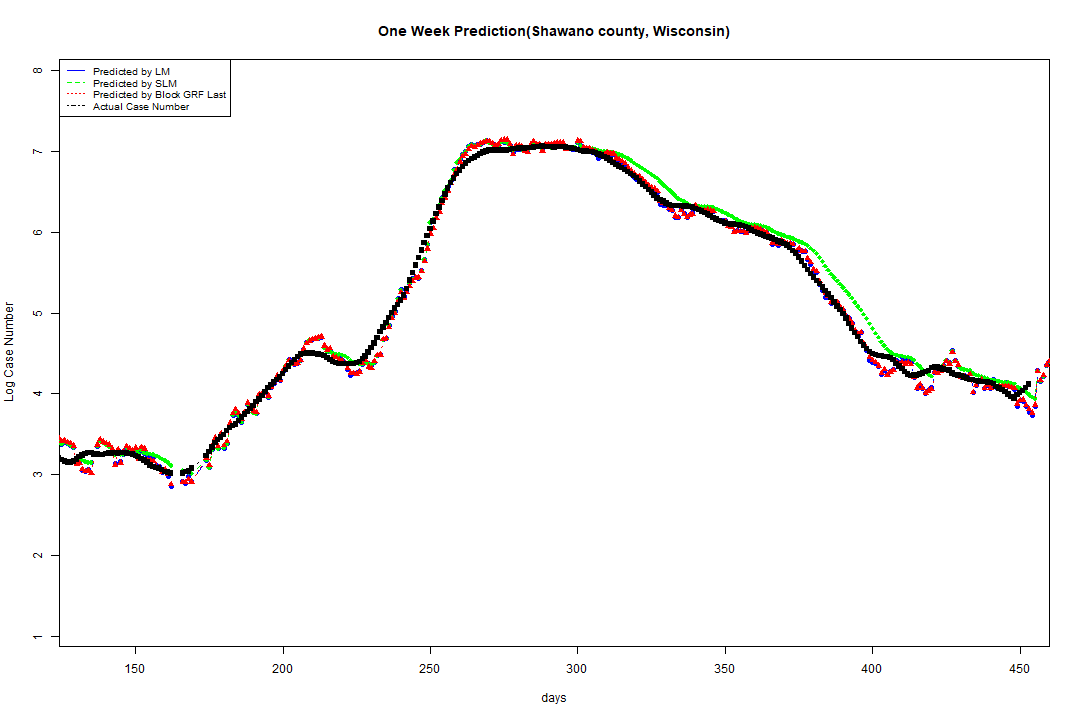 One Week Prediction(Shawano county, Wisconsin)
Predicted by LM
Predicted by SLM
Predicted by Block GRF Last
Actual Case Number
8
7
6
5
4
3
2
1
Log Case Number
150 200 250 300 350 400 450
days